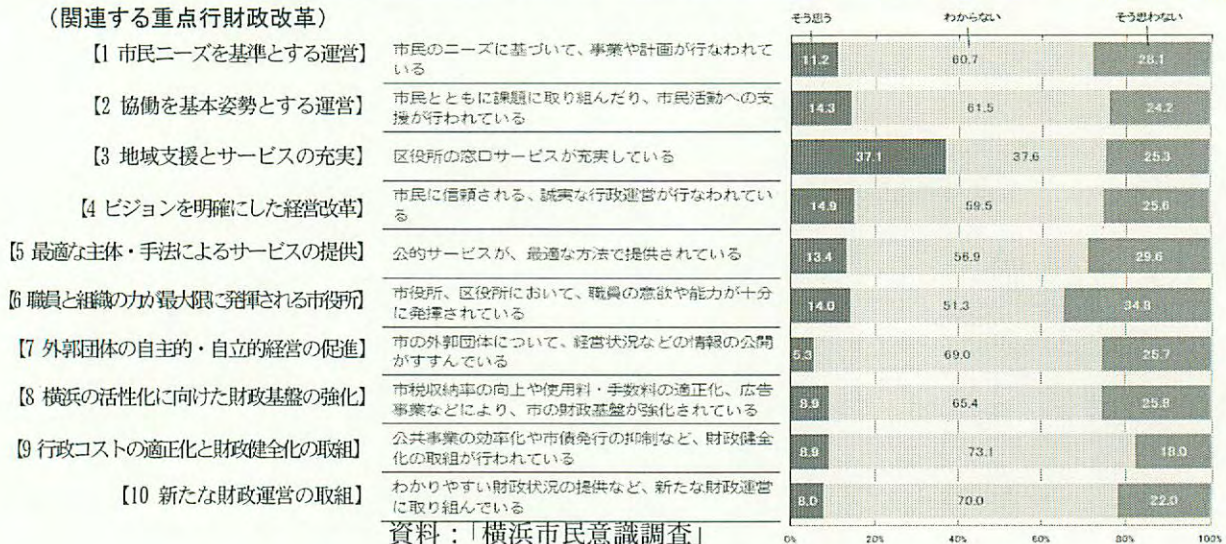 （関連する重点行財政改革）
そう思う わからない そう思わない
【1 市民ニーズを基準とする運営】 市民のニーズに基づいて、事業や計画が行なわれて
いる
11.2 60.7 28.1
【2 協働を基本姿勢とする運営】 市民とともに課題に取り組んだり、市民活動への支
援が行われている
14.3 61.5 24.2
【3 地域支援とサービスの充実】 区役所の窓口サービスが充実している
37.1 37.6 25.3
【4 ビジョンを明確にした経営改革】 市民に信頼される、誠実な行政運営が行なわれてい
る
14.9 59.5 25.6
【5 最適な主体・手法によるサービスの提供】 公的サービスが、最適な方法で提供されている
13.4 56.9 29.6
【6 職員と組織の力が最大限に発揮される市役所】 市役所、区役所において、職員の意欲や能力が十分
に発揮されている
14.0 51.3 34.8
【7 外郭団体の自主的・自立的経営の促進】 市の外郭団体について、経営状況などの情報の公開
がすすんでいる
5.3 69.0 25.7
【8 横浜の活性化に向けた財政基盤の強化】 市税収納率の向上や使用料・手数料の適正化、広告
事業などにより、市の財政基盤が強化されている
8.9 65.4 25.8
【9 行政コストの適正化と財政健全化の取組】 公共事業の効率化や市債発行の抑制など、財政健全
化の取組が行われている
8.9 73.1 18.0
【10 新たな財政運営の取組】 わかりやすい財政状況の提供など、新たな財政運営
に取り組んでいる
8.0 70.0 22.0
資料：「横浜市民意識調査」
0% 20% 40% 60% 80% 100%